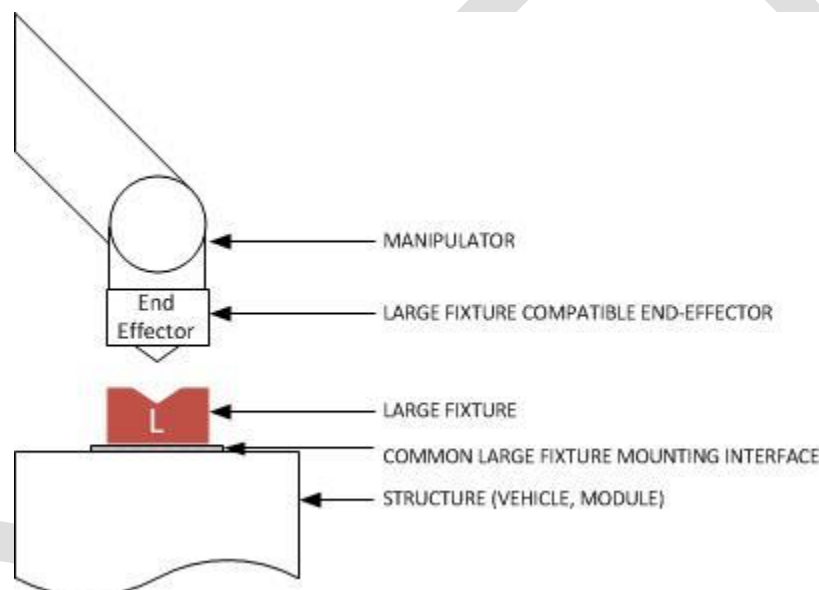 MANIPULATOR
End
Effector
LARGE FIXTURE COMPATIBLE END-EFFECTOR
L
LARGE FIXTURE
COMMON LARGE FIXTURE MOUNTING INTERFACE
STRUCTURE (VEHICLE, MODULE)